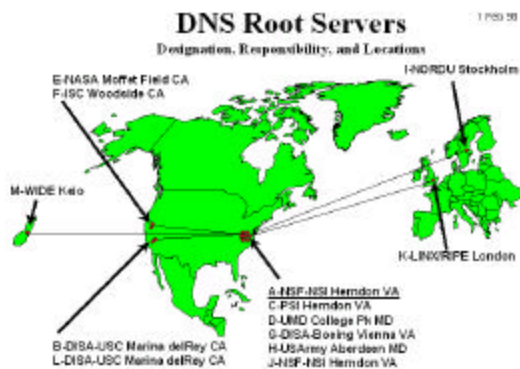 DNS Root Servers
1 Feb 98
Designation, Responsibility, and Locations
E-NASA Moffet Field CA
F-ISC Woodside CA
I-NORDU Stockholm
M-WIDE Keio
K-LINX/RIPE London
A-NSF-NSI Herndon VA
C-PSI Herndon VA
D-UMD College Pk MD
G-DISA-Boeing Vienna VA
H-USArmy Aberdeen MD
J-NSF-NSI Herndon VA
B-DISA-USC Marina delRey CA
L-DISA-USC Marina delRey CA